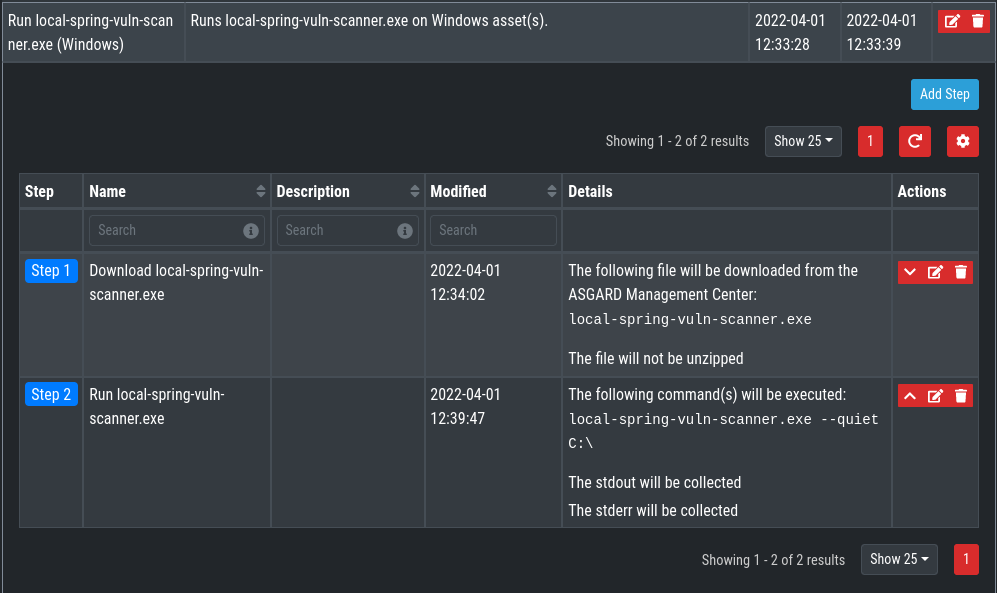 Run local-spring-vuln-scan
ner.exe (Windows)
Runs local-spring-vuln-scanner.exe on Windows asset(s).
2022-04-01
12:33:28
2022-04-01
12:33:39
Add Step
Showing 1 - 2 of 2 results
Show 25
1
Step
Name
Description
Modified
Details
Actions
Search
Search
Search
Step 1
Download local-spring-vuln-
scanner.exe
2022-04-01
12:34:02
The following file will be downloaded from the
ASGARD Management Center:
local-spring-vuln-scanner.exe
The file will not be unzipped
Step 2
Run local-spring-vuln-
scanner.exe
2022-04-01
12:39:47
The following command(s) will be executed:
local-spring-vuln-scanner.exe --quiet
C:\
The stdout will be collected
The stderr will be collected
Showing 1 - 2 of 2 results
Show 25
1